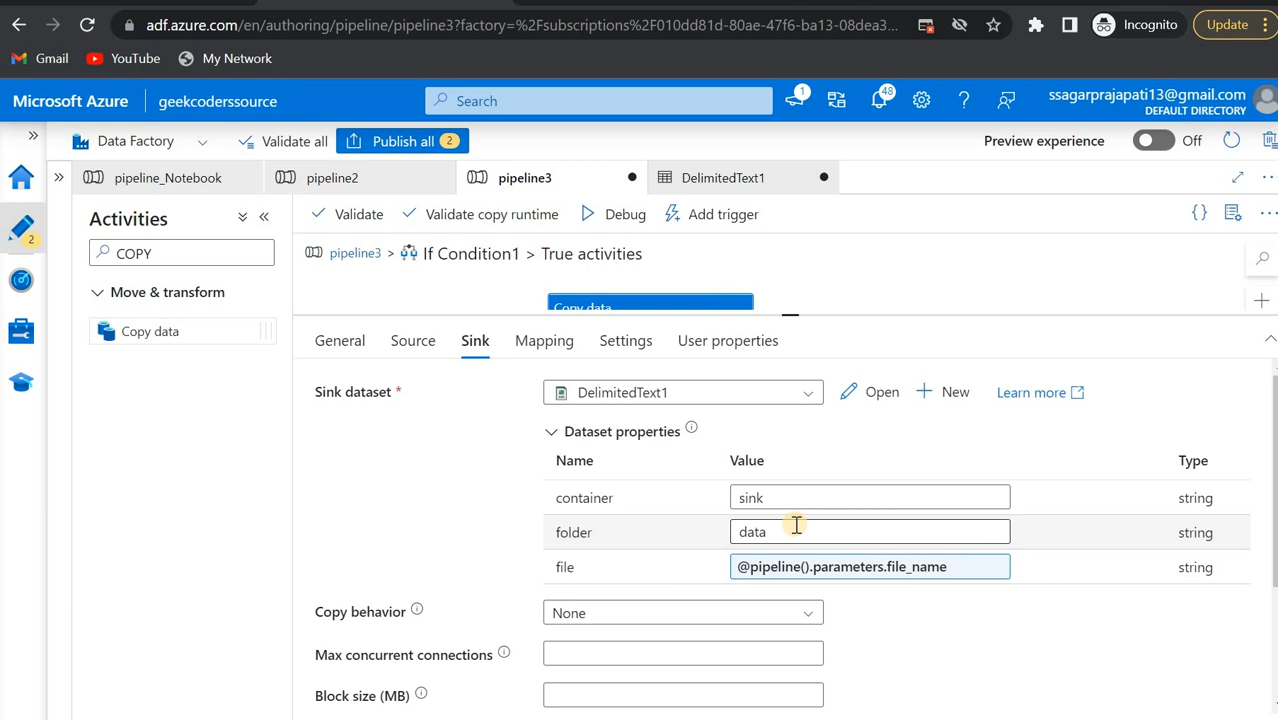 adf.azure.com/en/authoring/pipeline/pipeline3?factory=%2Fsubscriptions%2F010dd81d-80ae-47f6-ba13-08dea3... Incognito Update
Gmail YouTube My Network
Microsoft Azure geekcoderssource Search 1 48 ssagarprajapati13@gmail.com
DEFAULT DIRECTORY
Data Factory Validate all Publish all 2 Preview experience Off
pipeline_Notebook pipeline2 pipeline3 DelimitedText1
Activities Validate Validate copy runtime Debug Add trigger
2
COPY pipeline3 > If Condition1 > True activities
Move & transform
Copy data
Copy data
General Source Sink Mapping Settings User properties
Sink dataset * DelimitedText1 Open New Learn more
Dataset properties
Name Value Type
container sink string
folder data string
file @pipeline().parameters.file_name string
Copy behavior None
Max concurrent connections
Block size (MB)